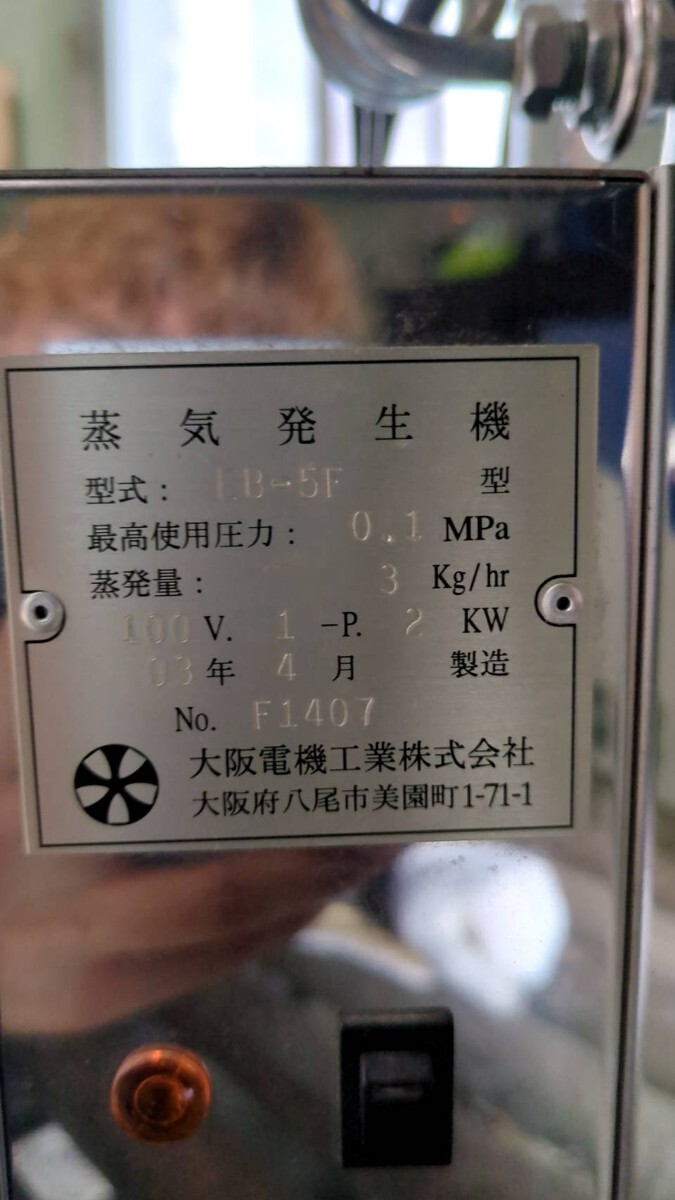 蒸気発生機
型式: EB-5F 型
最高使用圧力: 0.1 MPa
蒸発量: 3 Kg/hr
100 V. 1 -P. 2 KW
03 年 4 月 製造
No. F1407
大阪電機工業株式会社
大阪府八尾市美園町1-71-1